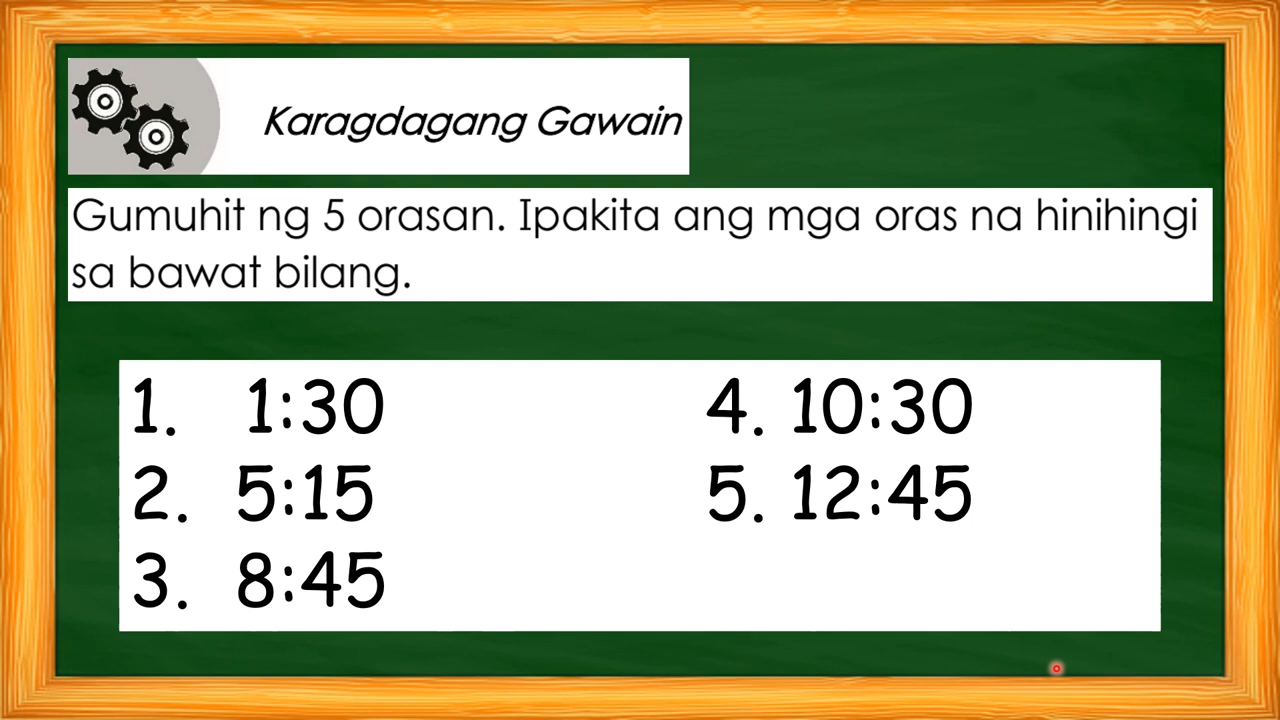 Karagdagang Gawain
Gumuhit ng 5 orasan. Ipakita ang mga oras na hinihingi
sa bawat bilang.
1. 1:30
2. 5:15
3. 8:45
4. 10:30
5. 12:45